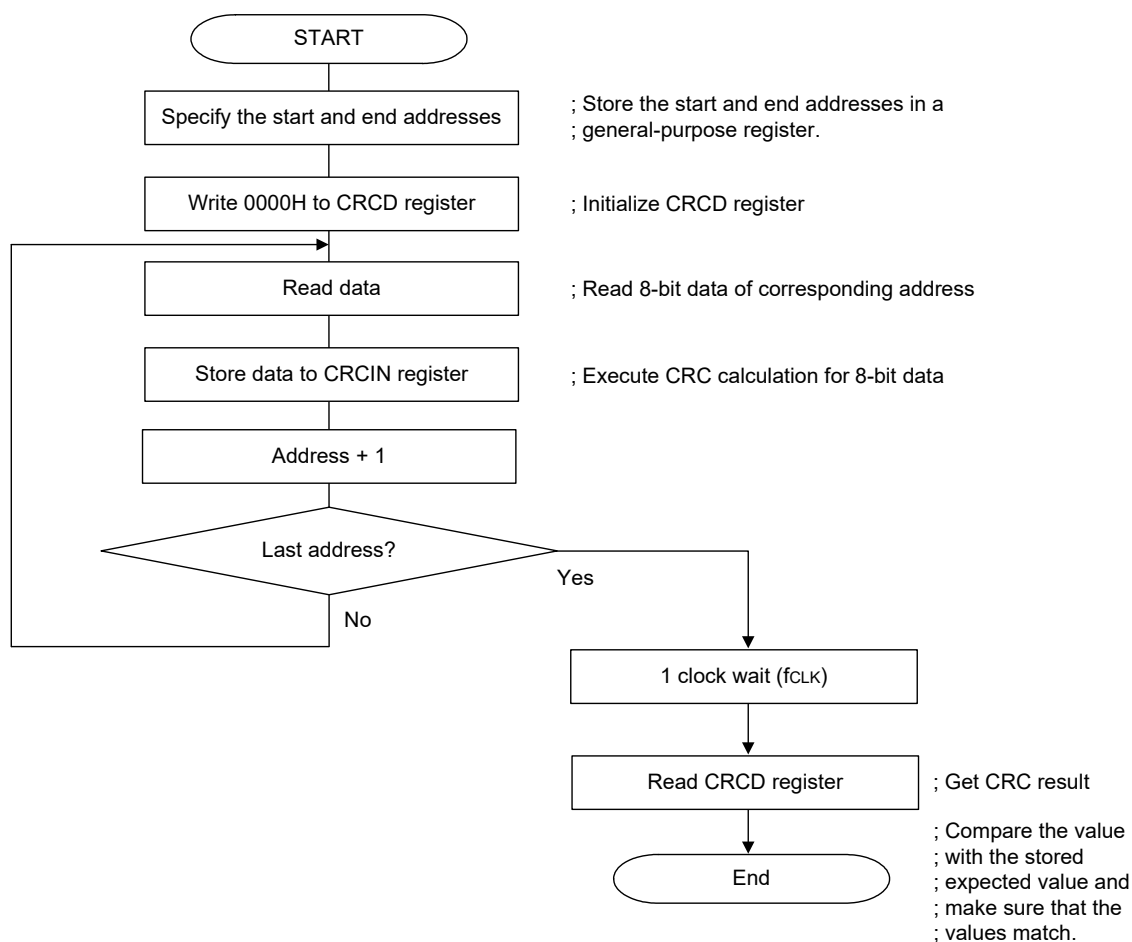 START
Specify the start and end addresses
; Store the start and end addresses in a
; general-purpose register.
Write 0000H to CRCD register
; Initialize CRCD register
Read data
; Read 8-bit data of corresponding address
Store data to CRCIN register
; Execute CRC calculation for 8-bit data
Address + 1
Last address?
Yes
No
1 clock wait (fCLK)
Read CRCD register
; Get CRC result
; Compare the value
; with the stored
; expected value and
; make sure that the
; values match.
End